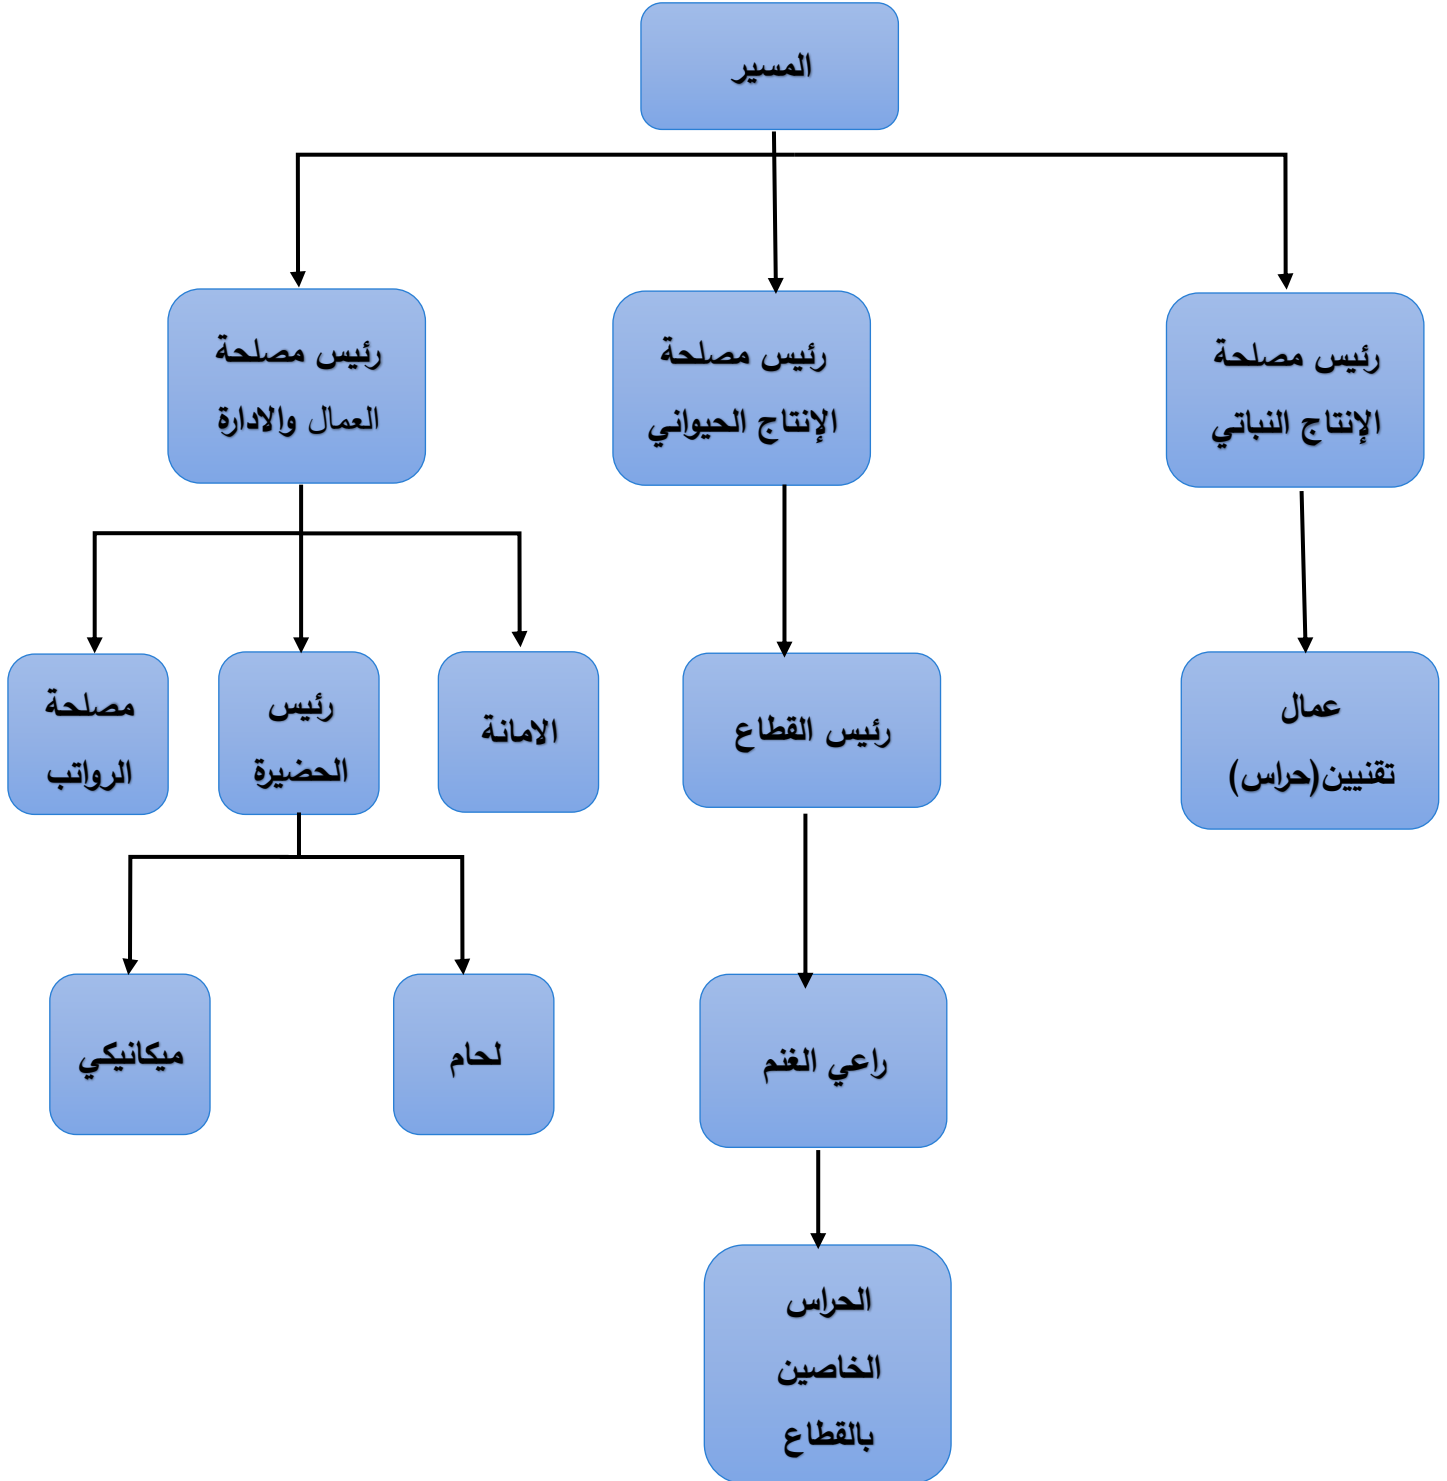 المسير
رئيس مصلحة
الإنتاج النباتي
رئيس مصلحة
الإنتاج الحيواني
رئيس مصلحة
العمال والادارة
عمال
تقنيين(حراس)
رئيس القطاع
الامانة
رئيس
الحضيرة
مصلحة
الرواتب
راعي الغنم
لحام
ميكانيكي
الحراس
الخاصين
بالقطاع